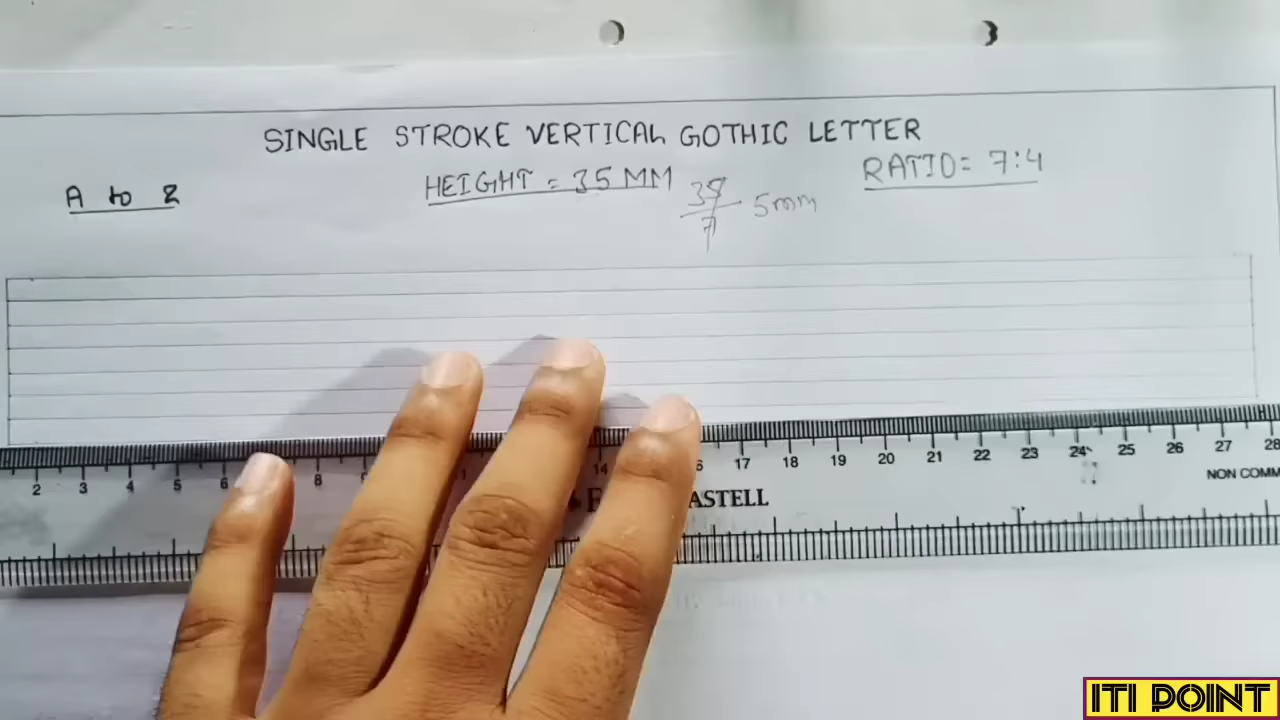 SINGLE STROKE VERTICAL GOTHIC LETTER
A to Z HEIGHT = 35 MM RATIO= 7:4
35/7 5mm
2 3 4 5 6 8 14 17 18 19 20 21 22 23 24 25 26 27 28
ASTELL NON COMM
ITI POINT